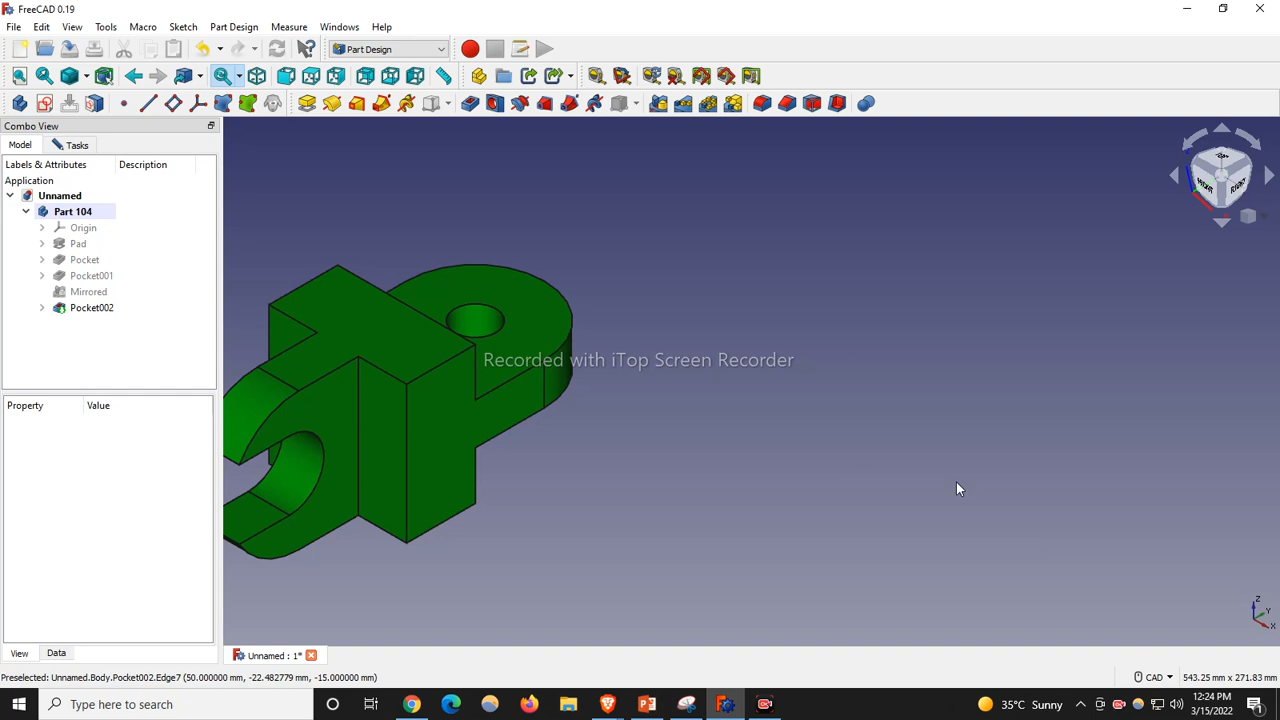 FreeCAD 0.19
File Edit View Tools Macro Sketch Part Design Measure Windows Help
Part Design
Combo View
Model Tasks
Labels & Attributes Description
Application
Unnamed
Part 104
Origin
Pad
Pocket
Pocket001
Mirrored
Pocket002
Property Value
View Data
TOP
FRONT RIGHT
Recorded with iTop Screen Recorder
Z
Y
X
Unnamed : 1*
Preselected: Unnamed.Body.Pocket002.Edge7 (50.000000 mm, -22.482779 mm, -15.000000 mm)
CAD 543.25 mm x 271.83 mm
Type here to search
35°C Sunny
12:24 PM
3/15/2022